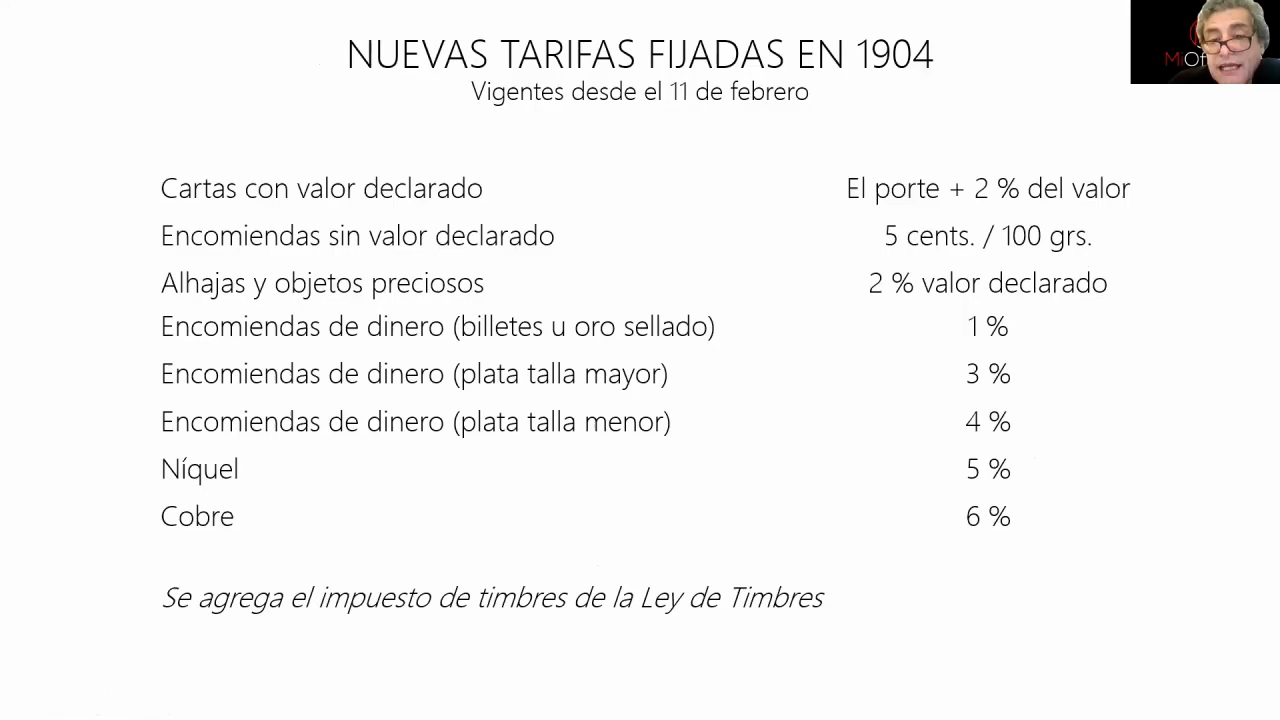 NUEVAS TARIFAS FIJADAS EN 1904
Vigentes desde el 11 de febrero
Cartas con valor declarado El porte + 2 % del valor
Encomiendas sin valor declarado 5 cents. / 100 grs.
Alhajas y objetos preciosos 2 % valor declarado
Encomiendas de dinero (billetes u oro sellado) 1 %
Encomiendas de dinero (plata talla mayor) 3 %
Encomiendas de dinero (plata talla menor) 4 %
Níquel 5 %
Cobre 6 %
Se agrega el impuesto de timbres de la Ley de Timbres